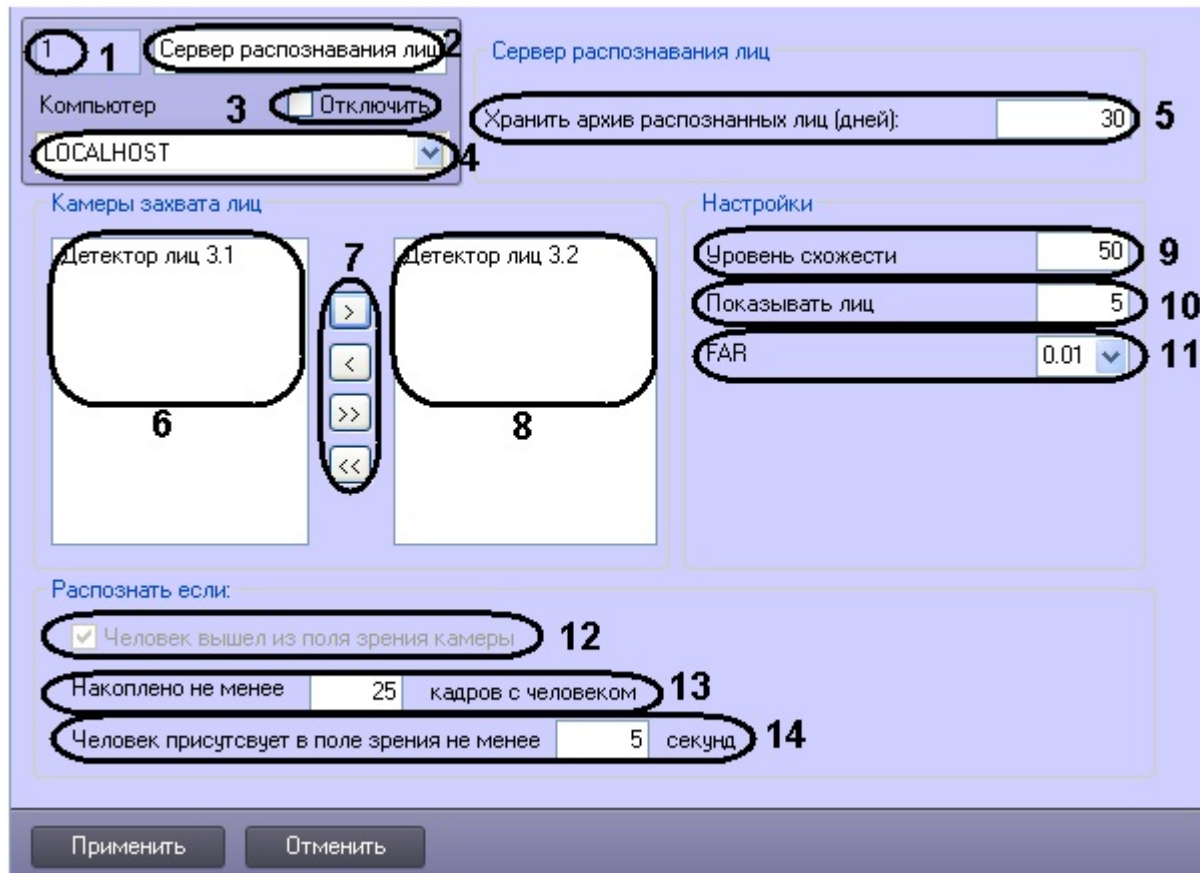 1 1 Сервер распознавания лиц 2
Сервер распознавания лиц
Компьютер 3 Отключить
Хранить архив распознанных лиц (дней): 30 5
LOCALHOST 4
Камеры захвата лиц
Детектор лиц 3.1
7
Детектор лиц 3.2
>
<
>>
<<
6
8
Настройки
Уровень схожести 50 9
Показывать лиц 5 10
FAR 0.01 11
Распознать если:
Человек вышел из поля зрения камеры 12
Накоплено не менее 25 кадров с человеком 13
Человек присутсвует в поле зрения не менее 5 секунд 14
Применить Отменить